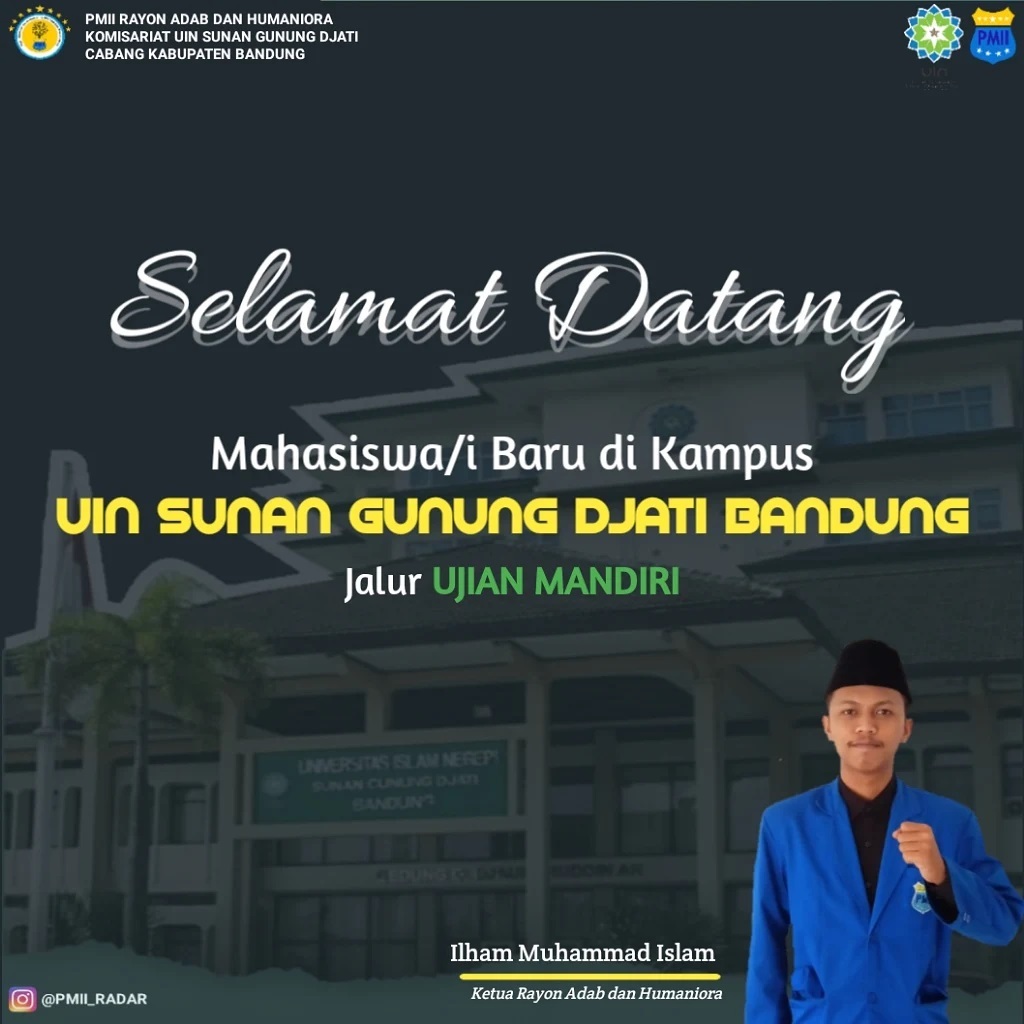 PMII RAYON ADAB DAN HUMANIORA
KOMISARIAT UIN SUNAN GUNUNG DJATI
CABANG KABUPATEN BANDUNG
UIN
PMII
Selamat Datang
Mahasiswa/i Baru di Kampus
UIN SUNAN GUNUNG DJATI BANDUNG
Jalur UJIAN MANDIRI
UNIVERSITAS ISLAM NEGERI
SUNAN GUNUNG DJATI
BANDUNG
Ilham Muhammad Islam
Ketua Rayon Adab dan Humaniora
@PMII_RADAR